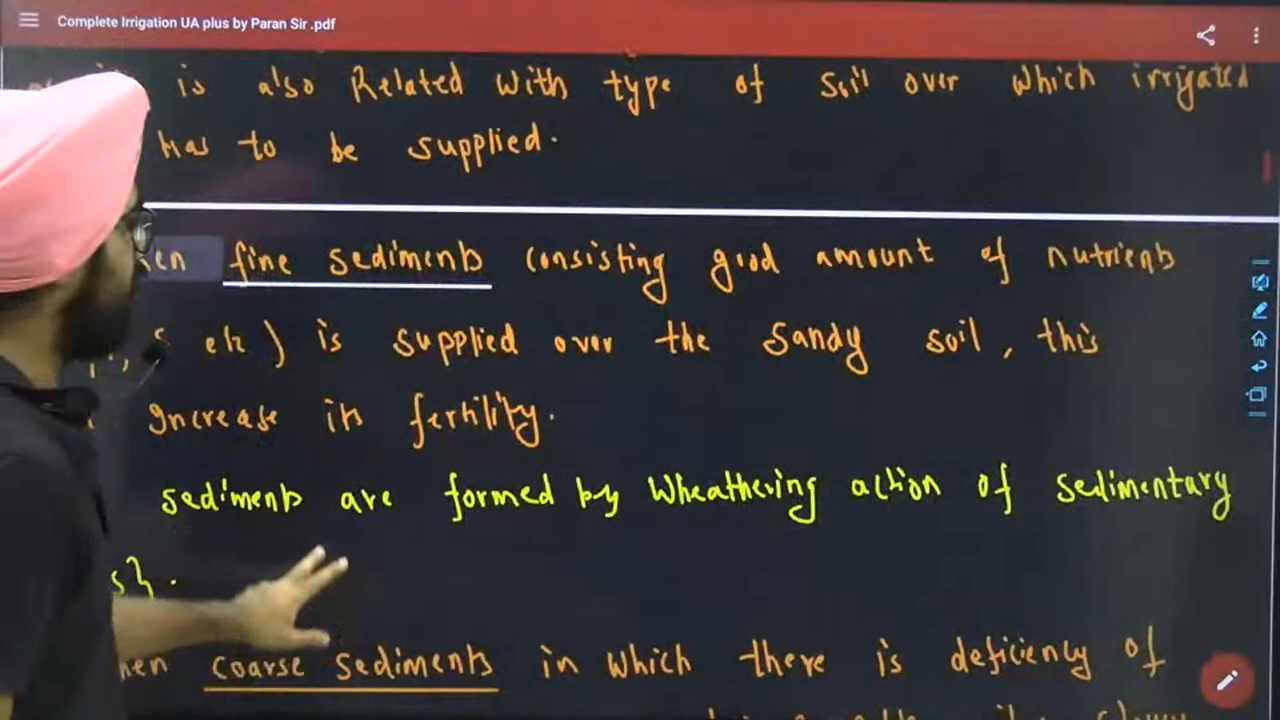 Complete Irrigation UA plus by Paran Sir .pdf
is also Related with type of soil over which irrigated
has to be supplied.
fine sediments consisting good amount of nutrients
etc ) is supplied over the sandy soil, this
Increase its fertility.
sediments are formed by Wheathering action of sedimentary
s}.
coarse sediments in which there is deficiency of